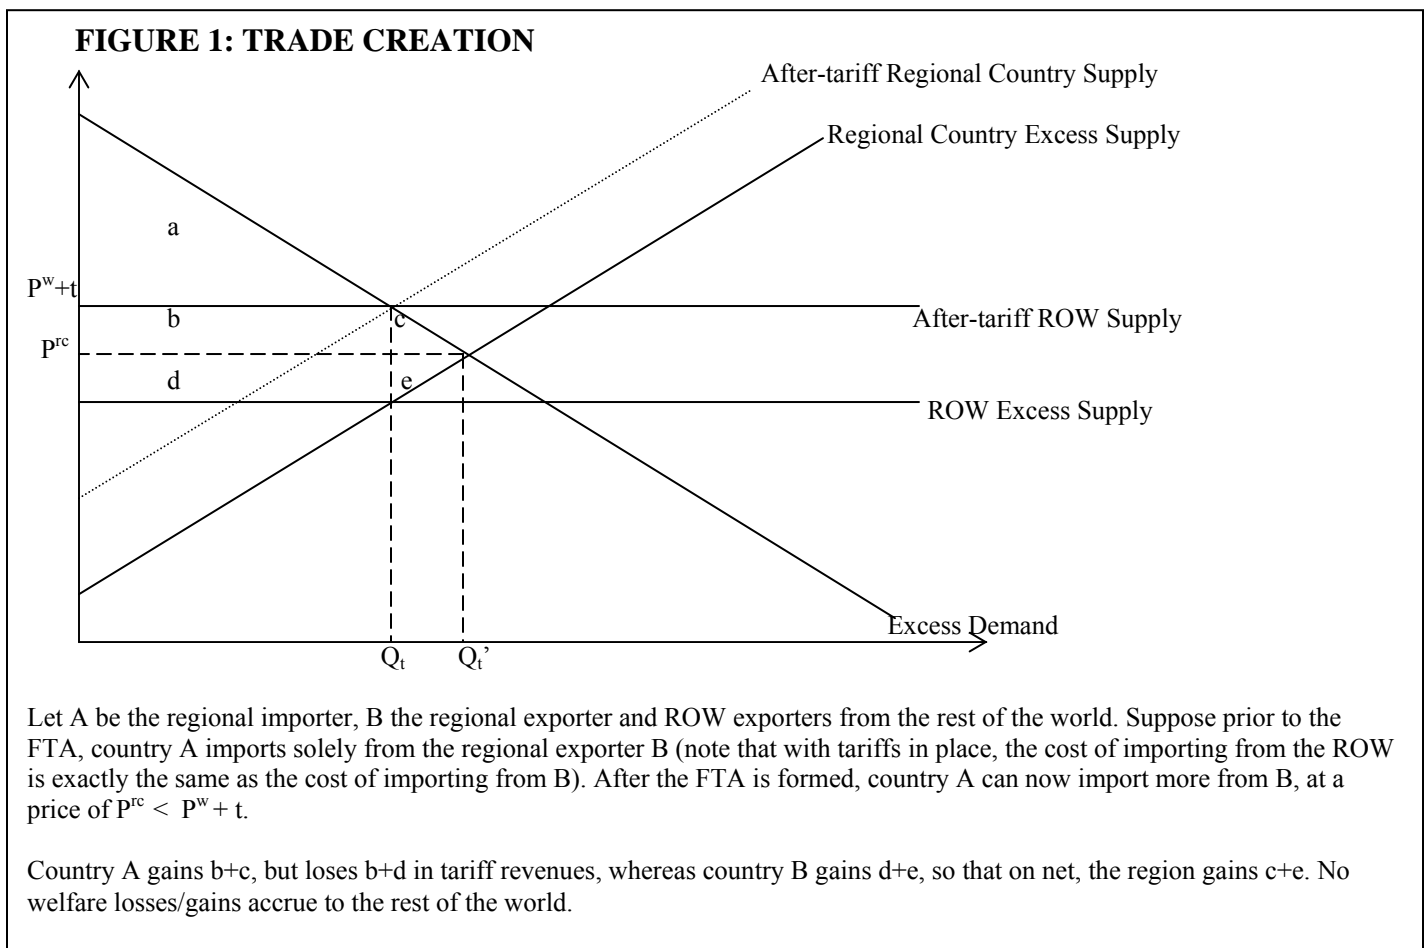 FIGURE 1: TRADE CREATION
After-tariff Regional Country Supply
Regional Country Excess Supply
a
P^w+t
b
c
After-tariff ROW Supply
P^rc
d
e
ROW Excess Supply
Excess Demand
Q_t
Q_t’
Let A be the regional importer, B the regional exporter and ROW exporters from the rest of the world. Suppose prior to the
FTA, country A imports solely from the regional exporter B (note that with tariffs in place, the cost of importing from the ROW
is exactly the same as the cost of importing from B). After the FTA is formed, country A can now import more from B, at a
price of P^rc < P^w + t.
Country A gains b+c, but loses b+d in tariff revenues, whereas country B gains d+e, so that on net, the region gains c+e. No
welfare losses/gains accrue to the rest of the world.